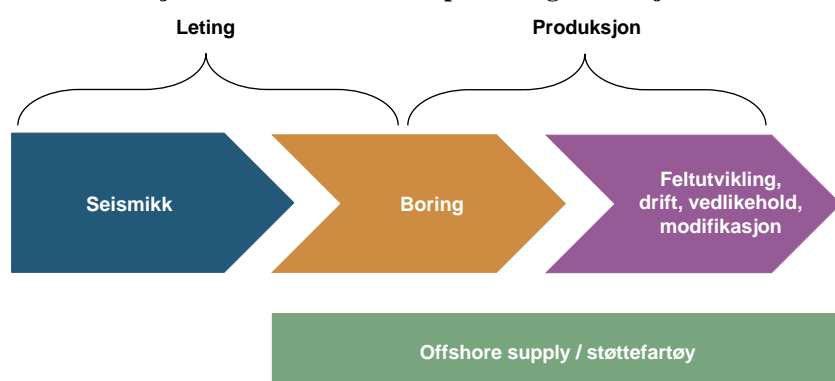 Leting
Produksjon
Seismikk
Boring
Feltutvikling,
drift, vedlikehold,
modifikasjon
Offshore supply / støttefartøy